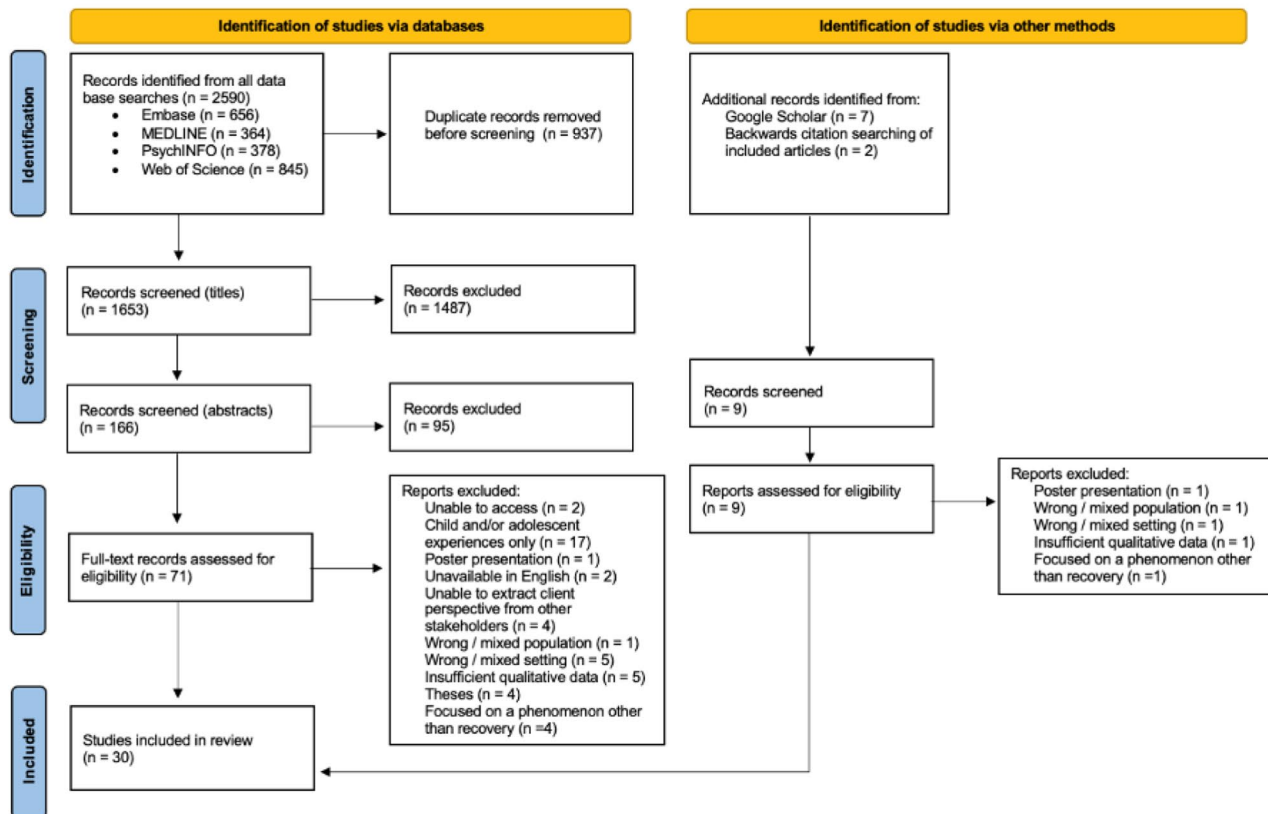 Identification of studies via databases
Identification of studies via other methods
Identification
Records identified from all data
base searches (n = 2590)
• Embase (n = 656)
• MEDLINE (n = 364)
• PsychINFO (n = 378)
• Web of Science (n = 845)
Duplicate records removed
before screening (n = 937)
Additional records identified from:
Google Scholar (n = 7)
Backwards citation searching of
included articles (n = 2)
Screening
Records screened (titles)
(n = 1653)
Records excluded
(n = 1487)
Records screened (abstracts)
(n = 166)
Records excluded
(n = 95)
Records screened
(n = 9)
Eligibility
Full-text records assessed for
eligibility (n = 71)
Reports excluded:
Unable to access (n = 2)
Child and/or adolescent
experiences only (n = 17)
Poster presentation (n = 1)
Unavailable in English (n = 2)
Unable to extract client
perspective from other
stakeholders (n = 4)
Wrong / mixed population (n = 1)
Wrong / mixed setting (n = 5)
Insufficient qualitative data (n = 5)
Theses (n = 4)
Focused on a phenomenon other
than recovery (n =4)
Reports assessed for eligibility
(n = 9)
Reports excluded:
Poster presentation (n = 1)
Wrong / mixed population (n = 1)
Wrong / mixed setting (n = 1)
Insufficient qualitative data (n = 1)
Focused on a phenomenon other
than recovery (n =1)
Included
Studies included in review
(n = 30)